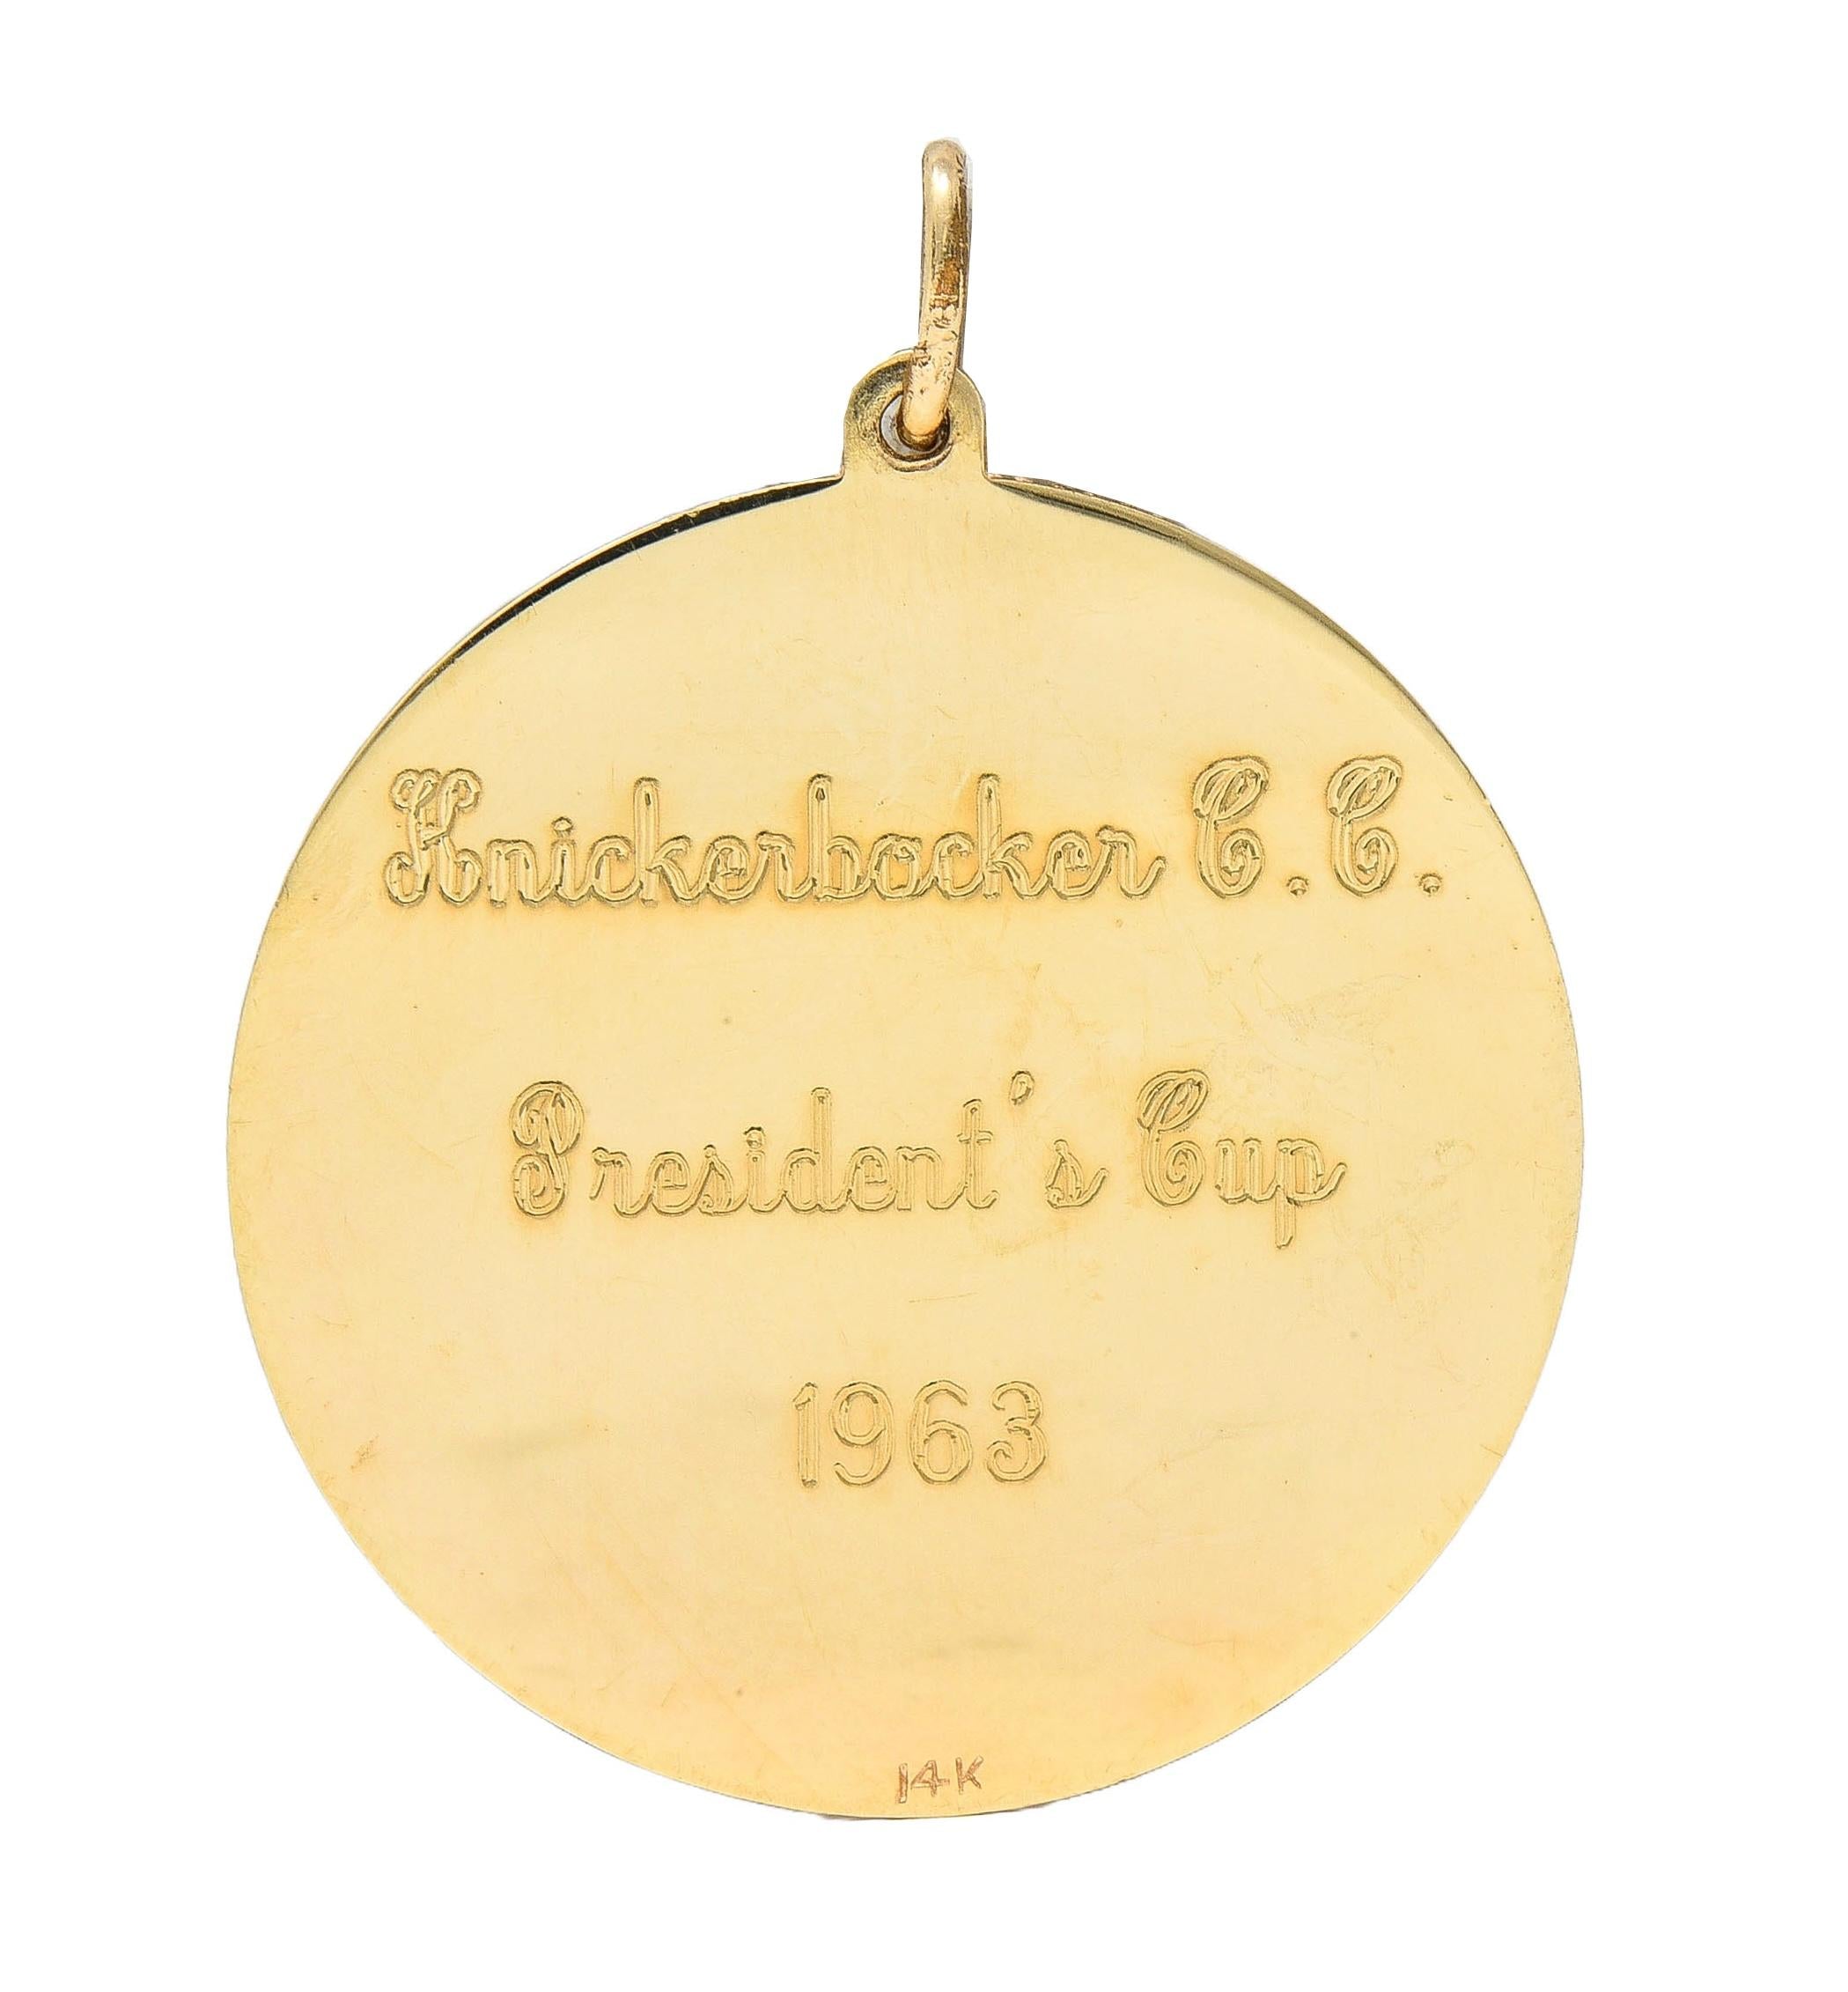 Knickerbocker C.C.
President's Cup
1963
14K